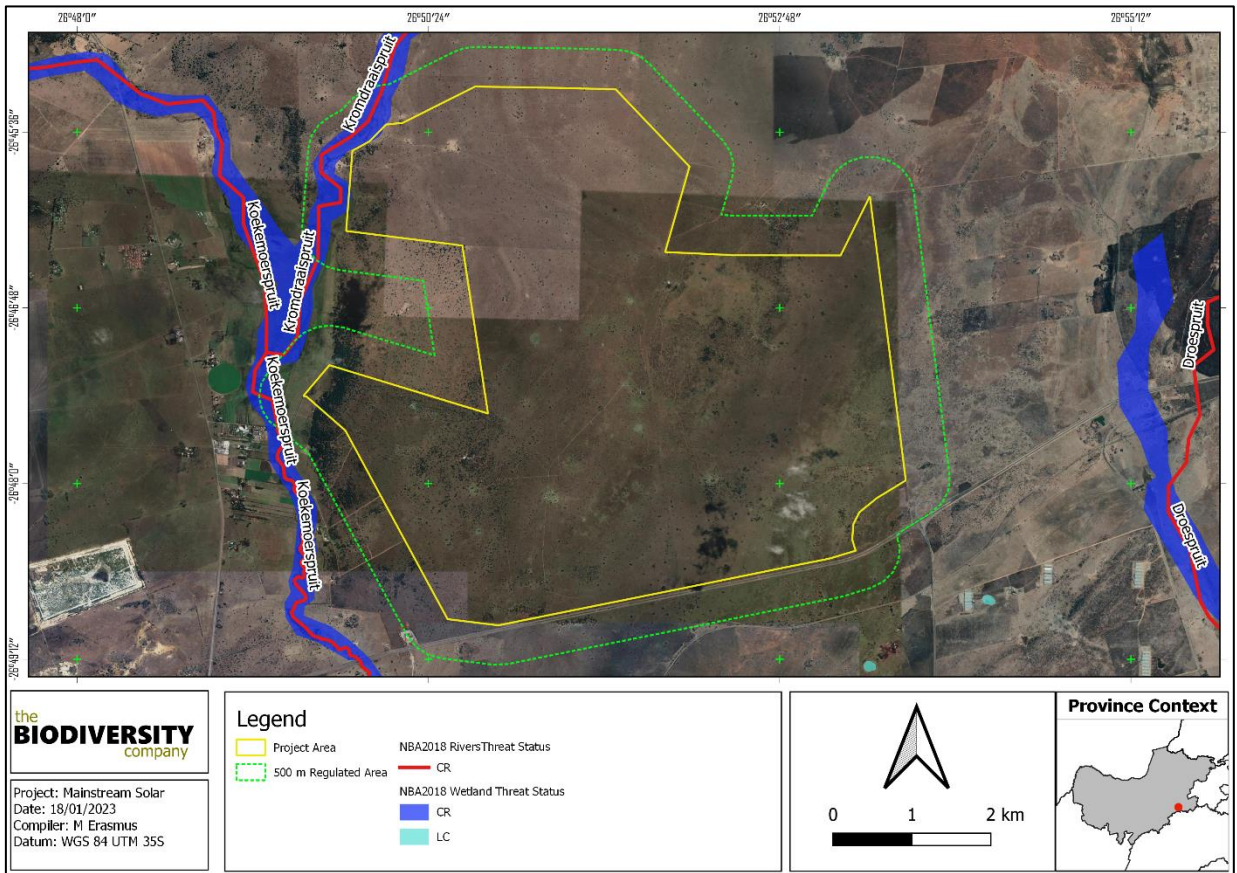 26°48'0"
26°50'24"
26°52'48"
26°55'12"
-26°45'36"
-26°46'48"
-26°48'0"
-26°49'12"
Kromdraaispruit
Koekemoerspruit
Kromdraaispruit
Koekemoerspruit
Koekemoerspruit
Droespruit
Droespruit
the
BIODIVERSITY
company
Project: Mainstream Solar
Date: 18/01/2023
Compiler: M Erasmus
Datum: WGS 84 UTM 35S
Legend
Project Area
500 m Regulated Area
NBA2018 RiversThreat Status
CR
NBA2018 Wetland Threat Status
CR
LC
0 1 2 km
Province Context